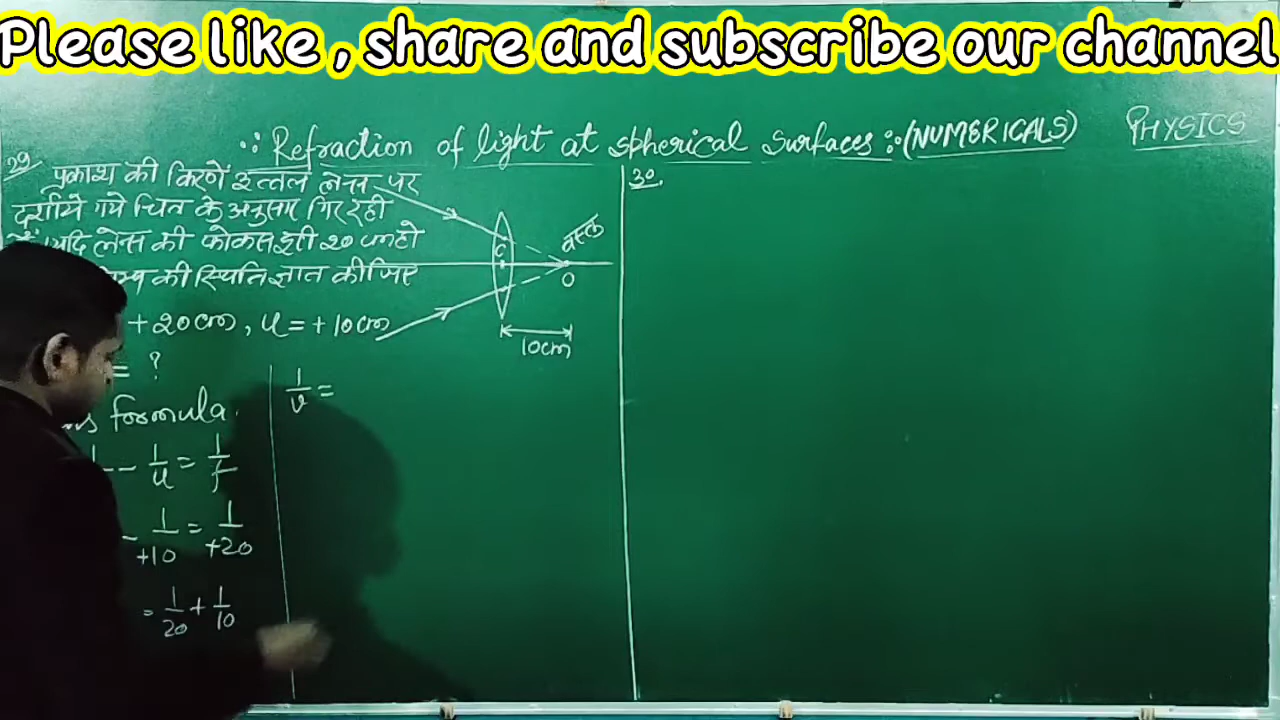 Please like , share and subscribe our channel
∵ Refraction of light at spherical surfaces ::(NUMERICALS)
PHYSICS
29
प्रकाश की किरणें उत्तल लेन्स पर
दर्शाये गये चित्र के अनुसार गिर रही
यदि लेन्स की फोकस दूरी 20 cm हो
की स्थिति ज्ञात कीजिए
+20cm, u = +10cm
= ?
formula.
- 1/u = 1/f
- 1/+10 = 1/+20
= 1/20 + 1/10
1/v =
C
वस्तु
O
10cm
30.